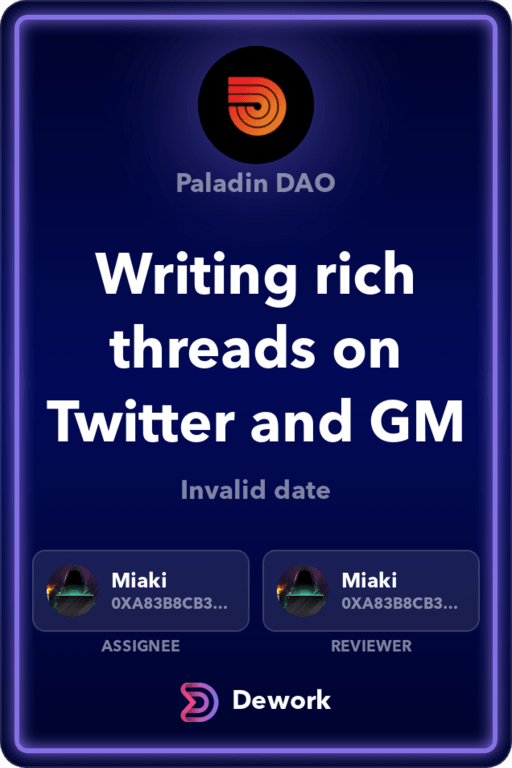 Paladin DAO
Writing rich
threads on
Twitter and GM
Invalid date
Miaki
0XA83B8CB3...
Miaki
0XA83B8CB3...
ASSIGNEE
REVIEWER
Dework